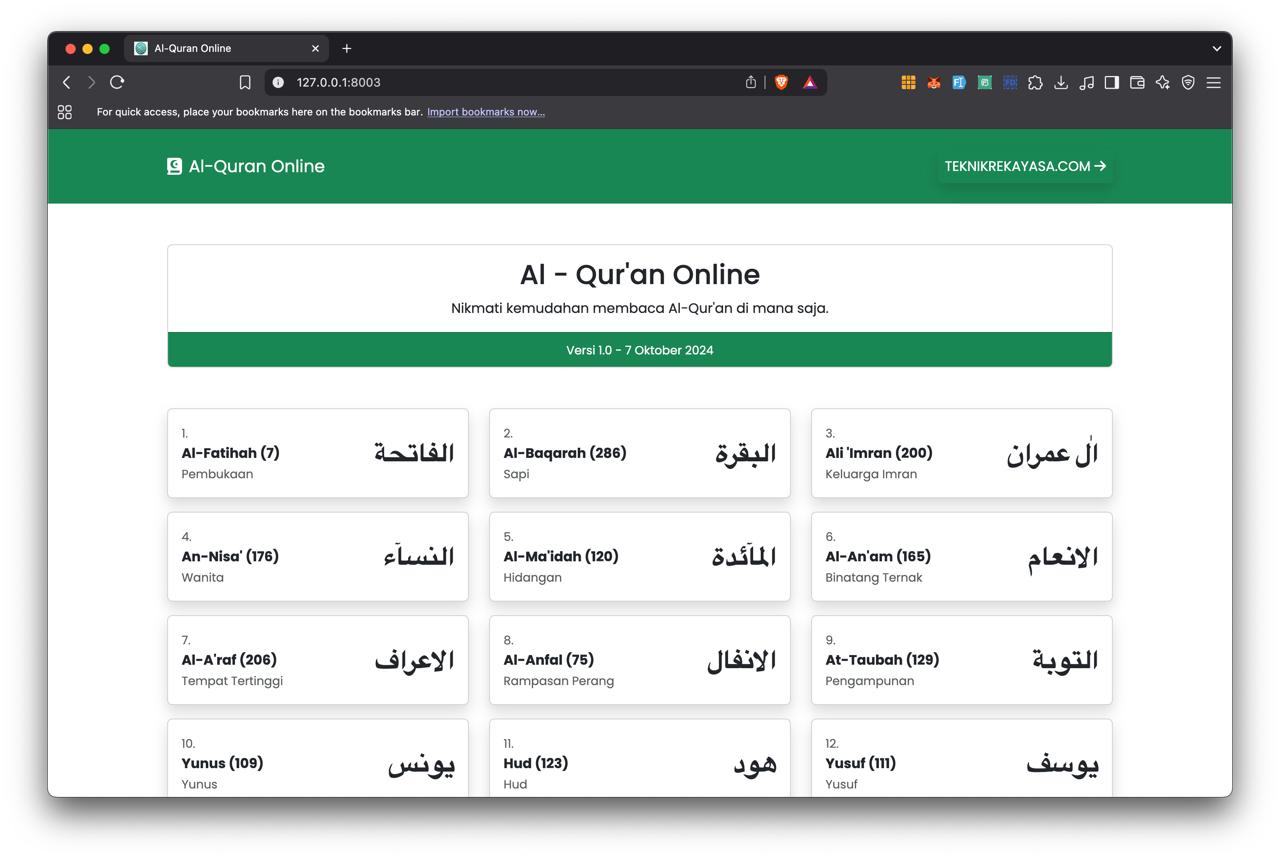 Al-Quran Online
127.0.0.1:8003
For quick access, place your bookmarks here on the bookmarks bar. Import bookmarks now...
Al-Quran Online
TEKNIKREKAYASA.COM →
Al - Qur'an Online
Nikmati kemudahan membaca Al-Qur'an di mana saja.
Versi 1.0 - 7 Oktober 2024
1.
Al-Fatihah (7)
Pembukaan
الفاتحة
2.
Al-Baqarah (286)
Sapi
البقرة
3.
Ali 'Imran (200)
Keluarga Imran
اٰل عمران
4.
An-Nisa' (176)
Wanita
النساۤء
5.
Al-Ma'idah (120)
Hidangan
الماۤئدة
6.
Al-An'am (165)
Binatang Ternak
الانعام
7.
Al-A'raf (206)
Tempat Tertinggi
الاعراف
8.
Al-Anfal (75)
Rampasan Perang
الانفال
9.
At-Taubah (129)
Pengampunan
التوبة
10.
Yunus (109)
Yunus
يونس
11.
Hud (123)
Hud
هود
12.
Yusuf (111)
Yusuf
يوسف